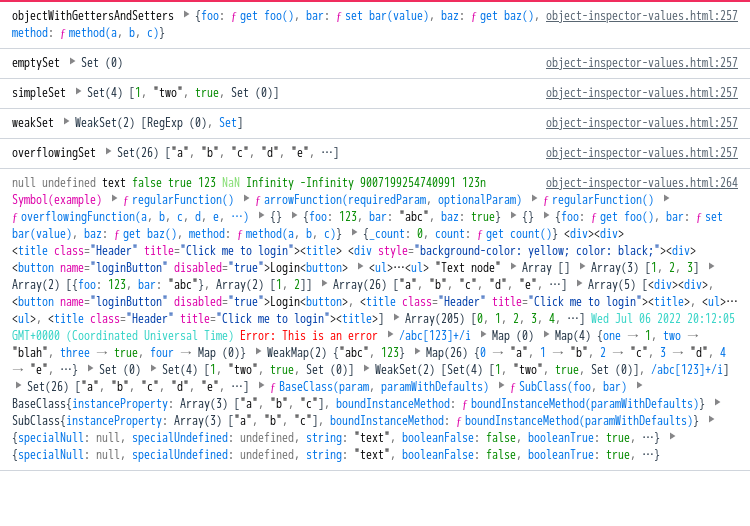 objectWithGettersAndSetters ▶ {foo: ƒ get foo(), bar: ƒ set bar(value), baz: ƒ get baz(), object-inspector-values.html:257
method: ƒ method(a, b, c)}
emptySet ▶ Set (0) object-inspector-values.html:257
simpleSet ▶ Set(4) [1, "two", true, Set (0)] object-inspector-values.html:257
weakSet ▶ WeakSet(2) [RegExp (0), Set] object-inspector-values.html:257
overflowingSet ▶ Set(26) ["a", "b", "c", "d", "e", …] object-inspector-values.html:257
null undefined text false true 123 NaN Infinity -Infinity 9007199254740991 123n object-inspector-values.html:264
Symbol(example) ▶ ƒ regularFunction() ▶ ƒ arrowFunction(requiredParam, optionalParam) ▶ ƒ regularFunction() ▶
ƒ overflowingFunction(a, b, c, d, e, …) ▶ {} ▶ {foo: 123, bar: "abc", baz: true} ▶ {} ▶ {foo: ƒ get foo(), bar: ƒ set
bar(value), baz: ƒ get baz(), method: ƒ method(a, b, c)} ▶ {_count: 0, count: ƒ get count()} <div><div>
<title class="Header" title="Click me to login"><title> <div style="background-color: yellow; color: black;"><div>
<button name="loginButton" disabled="true">Login<button> ▶ <ul>…<ul> "Text node" ▶ Array [] ▶ Array(3) [1, 2, 3] ▶
Array(2) [{foo: 123, bar: "abc"}, Array(2) [1, 2]] ▶ Array(26) ["a", "b", "c", "d", "e", …] ▶ Array(5) [<div><div>,
<button name="loginButton" disabled="true">Login<button>, <title class="Header" title="Click me to login"><title>, <ul>…
<ul>, <title class="Header" title="Click me to login"><title>] ▶ Array(205) [0, 1, 2, 3, 4, …] Wed Jul 06 2022 20:12:05
GMT+0000 (Coordinated Universal Time) Error: This is an error ▶ /abc[123]+/i ▶ Map (0) ▶ Map(4) {one → 1, two →
"blah", three → true, four → Map (0)} ▶ WeakMap(2) {"abc", 123} ▶ Map(26) {0 → "a", 1 → "b", 2 → "c", 3 → "d", 4
→ "e", …} ▶ Set (0) ▶ Set(4) [1, "two", true, Set (0)] ▶ WeakSet(2) [Set(4) [1, "two", true, Set (0)], /abc[123]+/i]
▶ Set(26) ["a", "b", "c", "d", "e", …] ▶ ƒ BaseClass(param, paramWithDefaults) ▶ ƒ SubClass(foo, bar) ▶
BaseClass{instanceProperty: Array(3) ["a", "b", "c"], boundInstanceMethod: ƒ boundInstanceMethod(paramWithDefaults)} ▶
SubClass{instanceProperty: Array(3) ["a", "b", "c"], boundInstanceMethod: ƒ boundInstanceMethod(paramWithDefaults)} ▶
{specialNull: null, specialUndefined: undefined, string: "text", booleanFalse: false, booleanTrue: true, …} ▶
{specialNull: null, specialUndefined: undefined, string: "text", booleanFalse: false, booleanTrue: true, …}